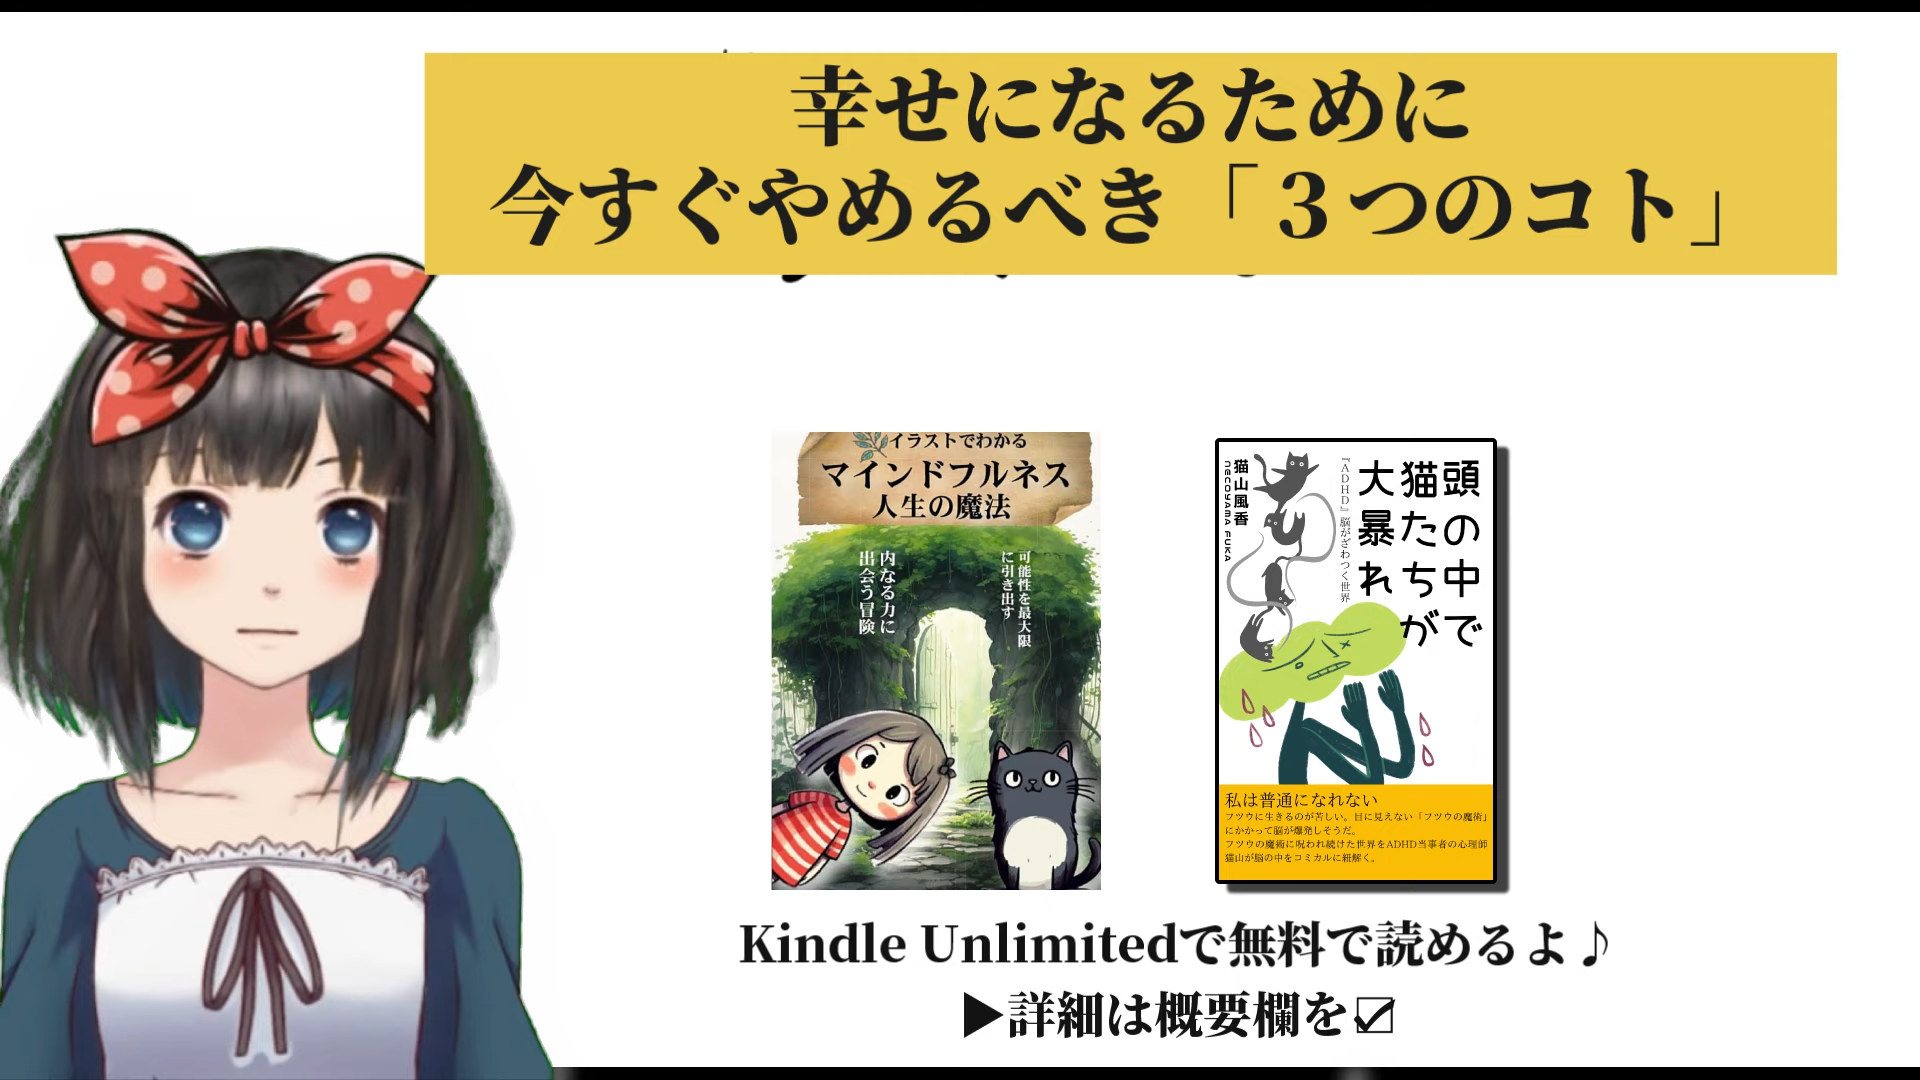 幸せになるために
今すぐやめるべき「３つのコト」
イラストでわかる
マインドフルネス
人生の魔法
可能性を最大限
に引き出す
内なる力に
出会う冒険
頭の中で
猫たちが
大暴れ
『ADHD』脳がざわつく世界
猫山風香
NECOYAMA FUKA
私は普通になれない
フツウに生きるのが苦しい。目に見えない「フツウの魔術」
にかかって脳が爆発しそうだ。
フツウの魔術に呪われ続けた世界をADHD当事者の心理師
猫山が脳の中をコミカルに紐解く。
Kindle Unlimitedで無料で読めるよ♪
▶詳細は概要欄を☑